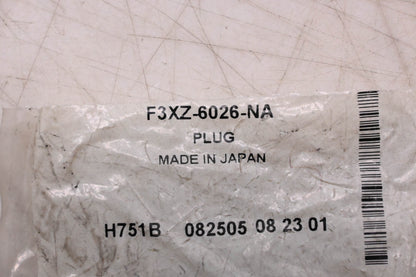 F3XZ-6026-NA
PLUG
MADE IN JAPAN
H751B 082505 08 23 01